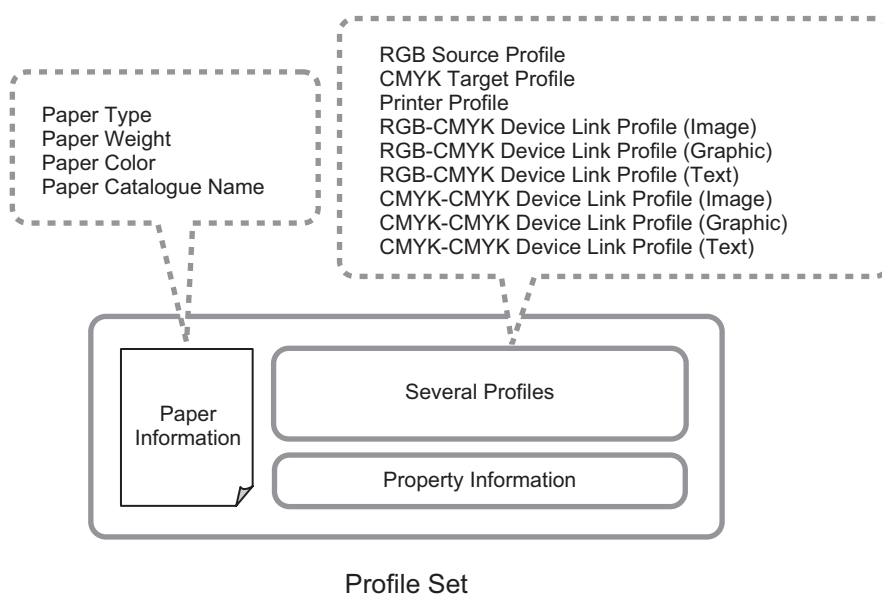 RGB Source Profile
CMYK Target Profile
Printer Profile
RGB-CMYK Device Link Profile (Image)
RGB-CMYK Device Link Profile (Graphic)
RGB-CMYK Device Link Profile (Text)
CMYK-CMYK Device Link Profile (Image)
CMYK-CMYK Device Link Profile (Graphic)
CMYK-CMYK Device Link Profile (Text)
Paper Type
Paper Weight
Paper Color
Paper Catalogue Name
Paper
Information
Several Profiles
Property Information
Profile Set